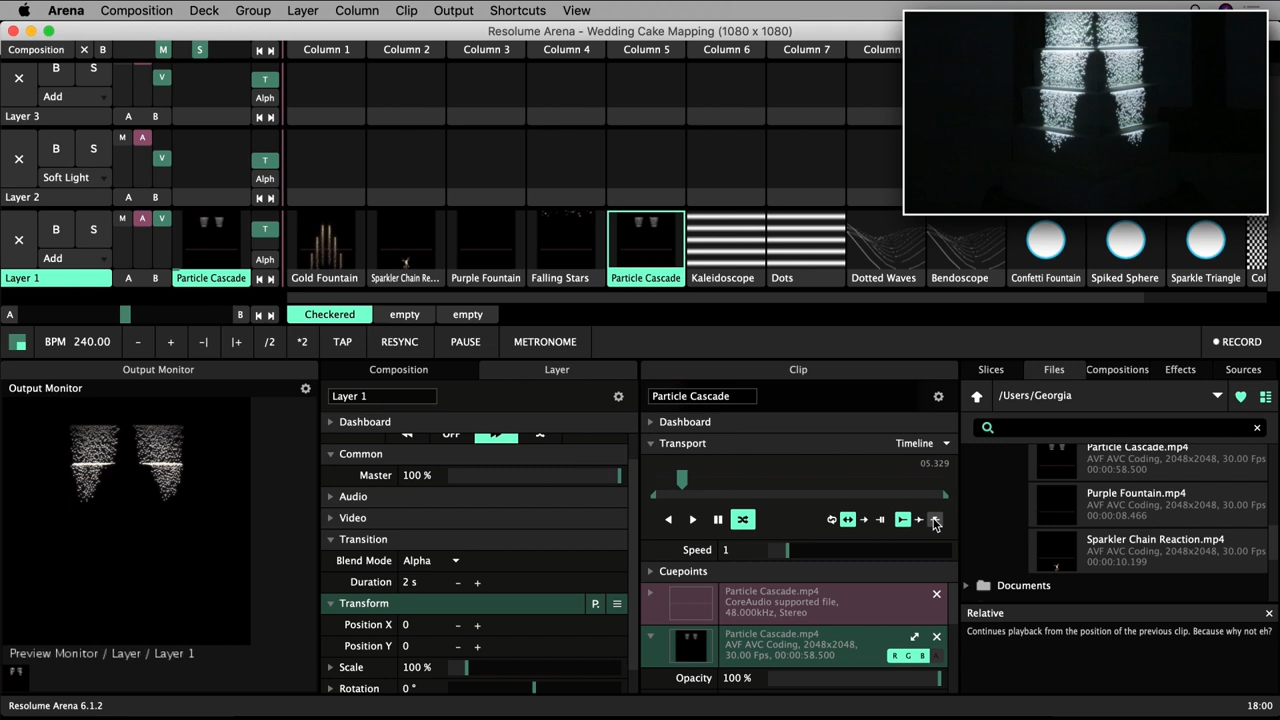 Arena Composition Deck Group Layer Column Clip Output Shortcuts View
Resolume Arena - Wedding Cake Mapping (1080 x 1080)
Composition × B M S Column 1 Column 2 Column 3 Column 4 Column 5 Column 6 Column 7
B S V T
Add Alph
Layer 3 A B
M A
B S V T
Soft Light Alph
Layer 2 A B
M A V
B S T
Add Alph
Layer 1 A B Particle Cascade Gold Fountain Sparkler Chain Re... Purple Fountain Falling Stars Particle Cascade Kaleidoscope Dots Dotted Waves Bendoscope Confetti Fountain Spiked Sphere Sparkle Triangle Col
A B Checkered empty empty
BPM 240.00 - + -| |+ /2 *2 TAP RESYNC PAUSE METRONOME RECORD
Output Monitor Composition Layer Clip Slices Files Compositions Effects Sources
Output Monitor
Layer 1
Particle Cascade
/Users/Georgia
Dashboard
OFF
Common
Master 100 %
Audio
Video
Transition
Blend Mode Alpha
Duration 2 s - +
Transform P.
Position X 0 - +
Position Y 0 - +
Scale 100 %
Rotation 0 °
Dashboard
Transport Timeline
05.329
Speed 1
Cuepoints
Particle Cascade.mp4
CoreAudio supported file,
48.000kHz, Stereo
Particle Cascade.mp4
AVF AVC Coding, 2048x2048,
30.00 Fps, 00:00:58.500
R G B
Opacity 100 %
Particle Cascade.mp4
AVF AVC Coding, 2048x2048, 30.00 Fps
00:00:58.500
Purple Fountain.mp4
AVF AVC Coding, 2048x2048, 30.00 Fps
00:00:08.466
Sparkler Chain Reaction.mp4
AVF AVC Coding, 2048x2048, 30.00 Fps
00:00:10.199
Documents
Relative
Continues playback from the position of the previous clip. Because why not eh?
Preview Monitor / Layer / Layer 1
Resolume Arena 6.1.2 18:00